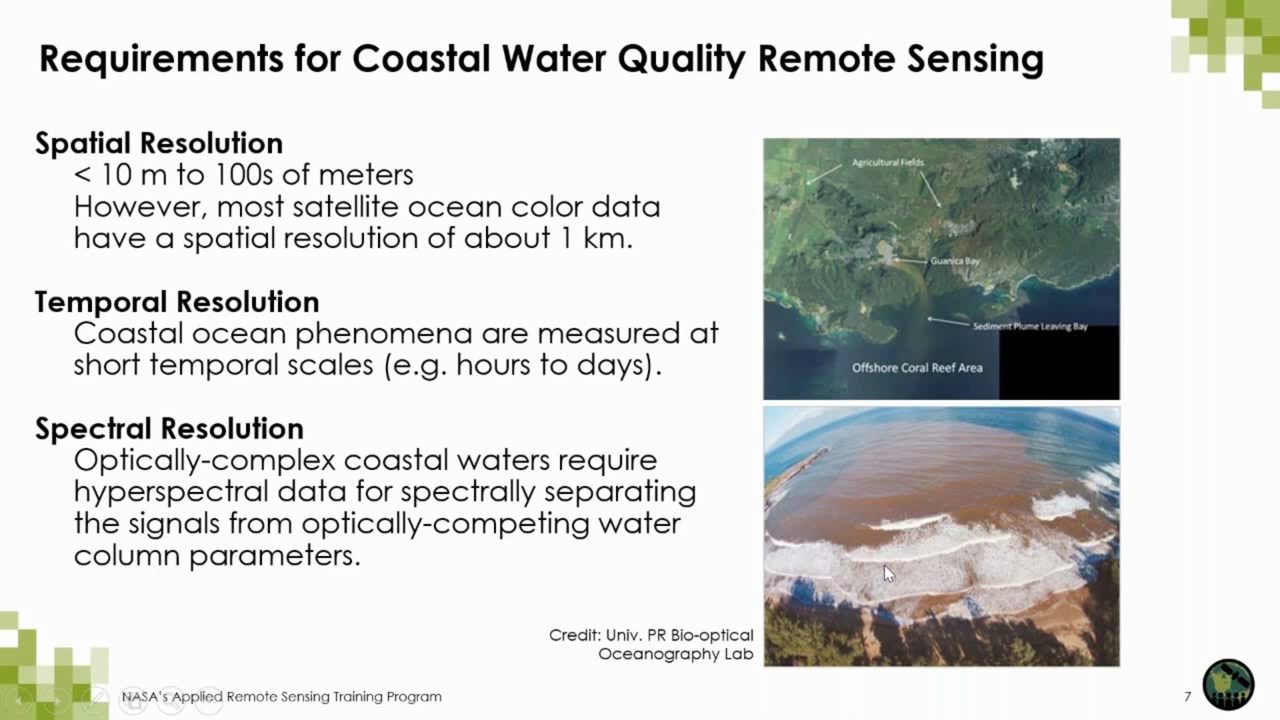 Requirements for Coastal Water Quality Remote Sensing
Spatial Resolution
< 10 m to 100s of meters
However, most satellite ocean color data
have a spatial resolution of about 1 km.
Temporal Resolution
Coastal ocean phenomena are measured at
short temporal scales (e.g. hours to days).
Spectral Resolution
Optically-complex coastal waters require
hyperspectral data for spectrally separating
the signals from optically-competing water
column parameters.
Agricultural Fields
Guanica Bay
Sediment Plume Leaving Bay
Offshore Coral Reef Area
Credit: Univ. PR Bio-optical
Oceanography Lab
NASA's Applied Remote Sensing Training Program
7